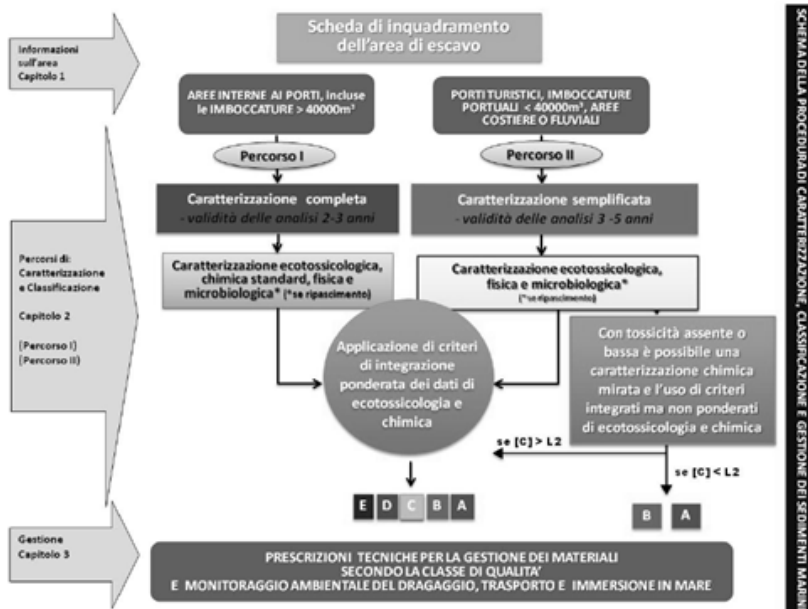 Scheda di inquadramento
dell'area di escavo
Informazioni
sull'area
Capitolo 1
AREE INTERNE AI PORTI, incluse
le IMBOCCATURE > 40000m³
PORTI TURISTICI, IMBOCCATURE
PORTUALI < 40000m³, AREE
COSTIERE O FLUVIALI
Percorso I
Percorso II
Caratterizzazione completa
- validità delle analisi 2-3 anni
Caratterizzazione semplificata
- validità delle analisi 3 -5 anni
Percorsi di:
Caratterizzazione
e Classificazione
Capitolo 2
(Percorso I)
(Percorso II)
Caratterizzazione ecotossicologica,
chimica standard, fisica e
microbiologica* (*se ripascimento)
Caratterizzazione ecotossicologica,
fisica e microbiologica*
(*se ripascimento)
Applicazione di criteri
di integrazione
ponderata dei dati di
ecotossicologia e
chimica
Con tossicità assente o
bassa è possibile una
caratterizzazione chimica
mirata e l'uso di criteri
integrati ma non ponderati
di ecotossicologia e chimica
se [C] > L2
se [C] < L2
E D C B A
B A
Gestione
Capitolo 3
PRESCRIZIONI TECNICHE PER LA GESTIONE DEI MATERIALI
SECONDO LA CLASSE DI QUALITA'
E MONITORAGGIO AMBIENTALE DEL DRAGAGGIO, TRASPORTO E IMMERSIONE IN MARE
SCHEMA DELLA PROCEDURA DI CARATTERIZZAZIONE, CLASSIFICAZIONE E GESTIONE DEI SEDIMENTI MARIN